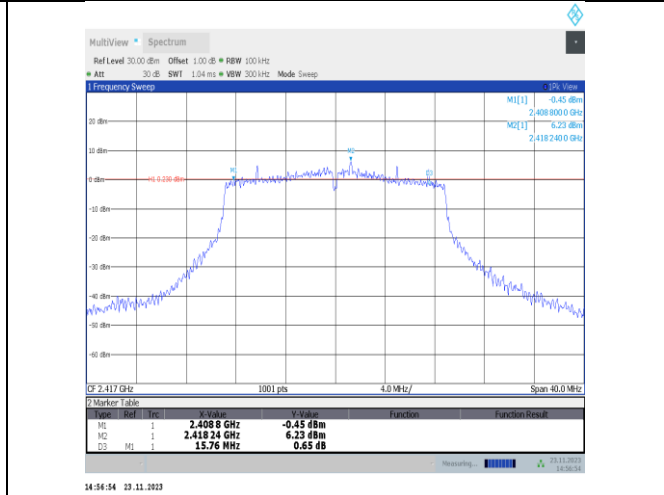 MultiView Spectrum
Ref Level 30.00 dBm Offset 1.00 dB RBW 100 kHz
Att 30 dB SWT 1.04 ms VBW 300 kHz Mode Sweep
1 Frequency Sweep 1Pk View
M1[1] -0.45 dBm
2.408 800 0 GHz
M2[1] 6.23 dBm
2.418 240 0 GHz
20 dBm
10 dBm
M2
0 dBm
H1 0.230 dBm
M1
D3
-10 dBm
-20 dBm
-30 dBm
-40 dBm
-50 dBm
-60 dBm
CF 2.417 GHz 1001 pts 4.0 MHz/ Span 40.0 MHz
2 Marker Table
Type Ref Trc X-Value Y-Value Function Function Result
M1 1 2.408 8 GHz -0.45 dBm
M2 1 2.418 24 GHz 6.23 dBm
D3 M1 1 15.76 MHz 0.65 dB
Measuring... 23.11.2023
14:56:54
14:56:54 23.11.2023